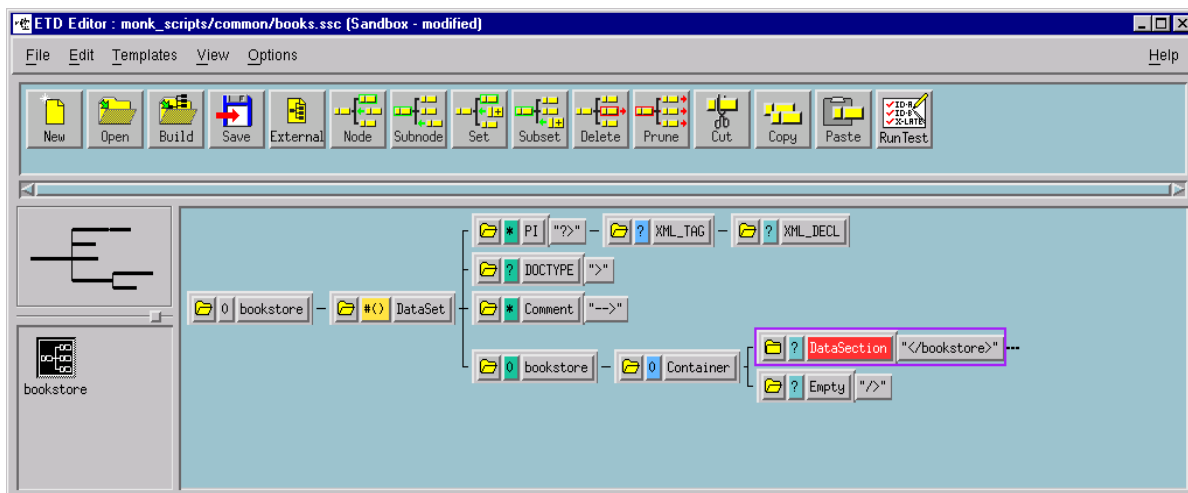 ETD Editor : monk_scripts/common/books.ssc (Sandbox - modified)
File Edit Templates View Options Help
New Open Build Save External Node Subnode Set Subset Delete Prune Cut Copy Paste RunTest
* PI "?>" ? XML_TAG ? XML_DECL
? DOCTYPE ">"
0 bookstore #() DataSet * Comment "-->"
? DataSection "</bookstore>"
0 bookstore 0 Container
? Empty "/>"
bookstore